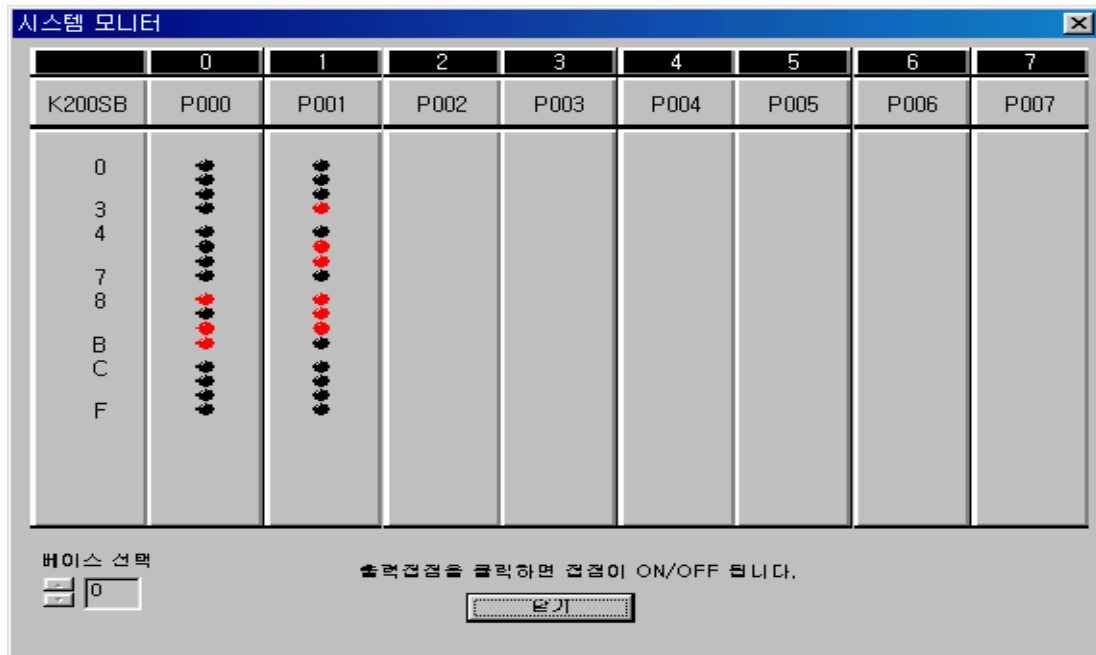 시스템 모니터
0 1 2 3 4 5 6 7
K200SB P000 P001 P002 P003 P004 P005 P006 P007
0
3
4
7
8
B
C
F
베이스 선택
출력접점을 클릭하면 접점이 ON/OFF 됩니다.
0
닫기